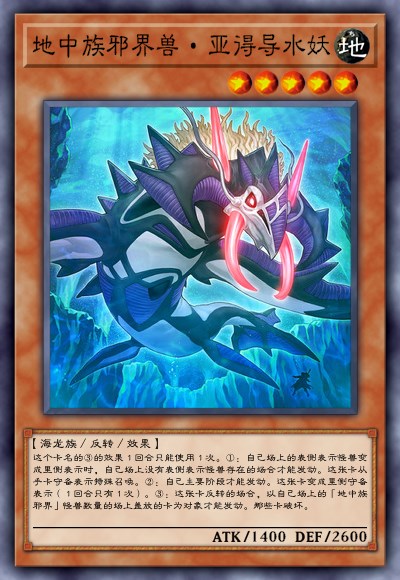 地中族邪界兽・亚得导水妖
地
【海龙族／反转／效果】
这个卡名的③的效果1回合只能使用1次。①：自己场上的表侧表示怪兽变
成里侧表示时，自己场上没有表侧表示怪兽存在的场合才能发动。这张卡从
手卡守备表示特殊召唤。②：自己主要阶段才能发动。这张卡变成里侧守备
表示（1回合只有1次）。③：这张卡反转的场合，以自己场上的「地中族
邪界」怪兽数量的场上盖放的卡为对象才能发动。那些卡破坏。
ATK/1400 DEF/2600